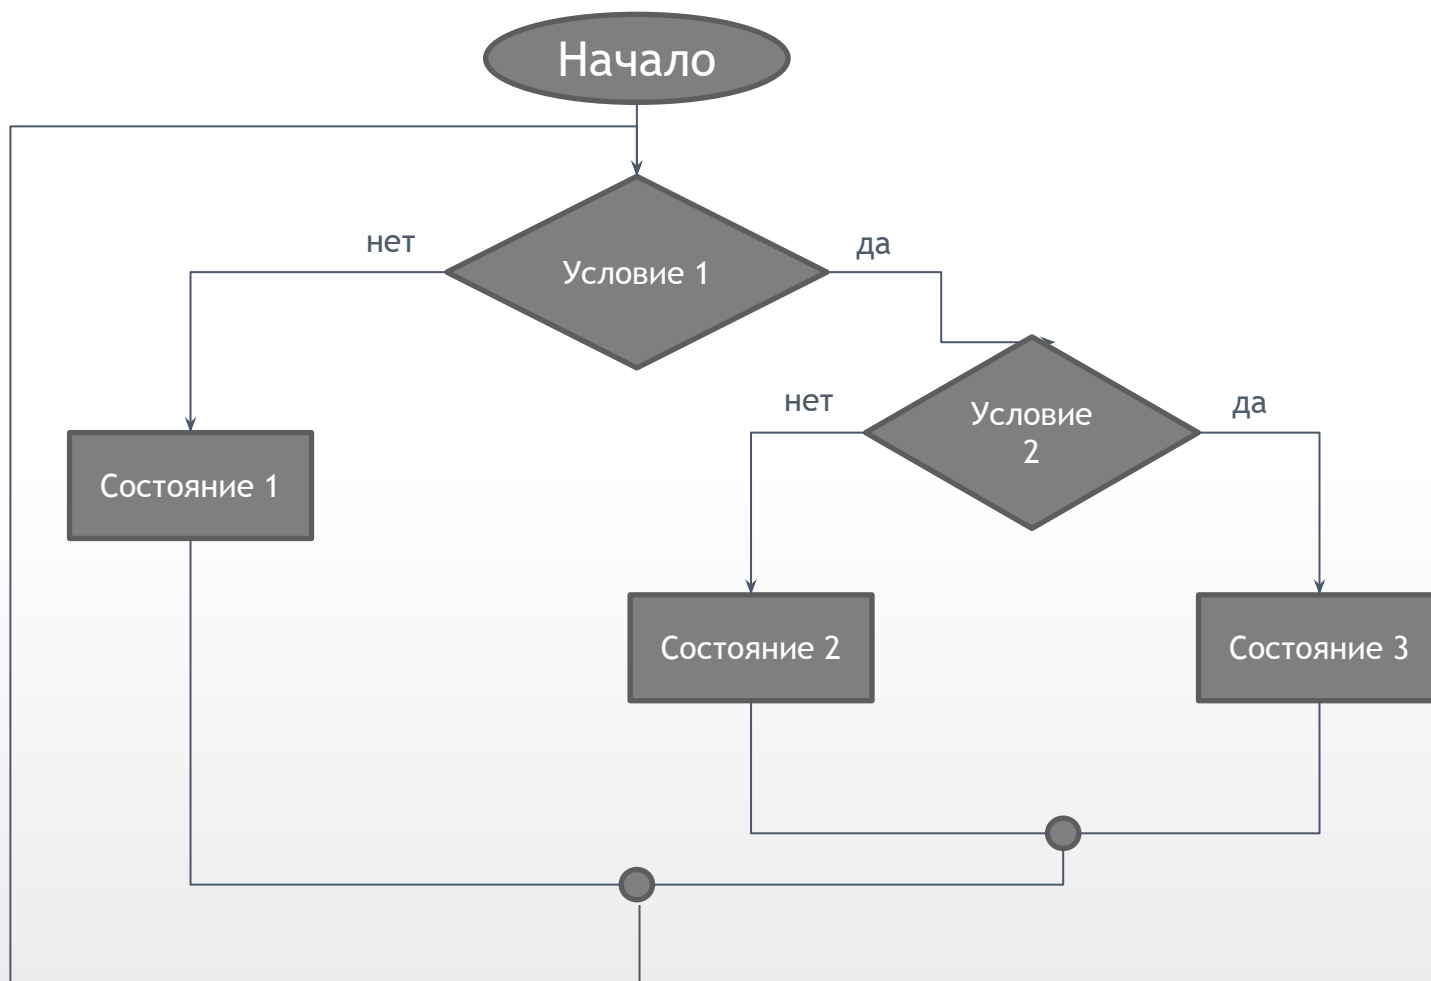 Начало
нет
да
Условие 1
нет
да
Условие
2
Состояние 1
Состояние 2
Состояние 3